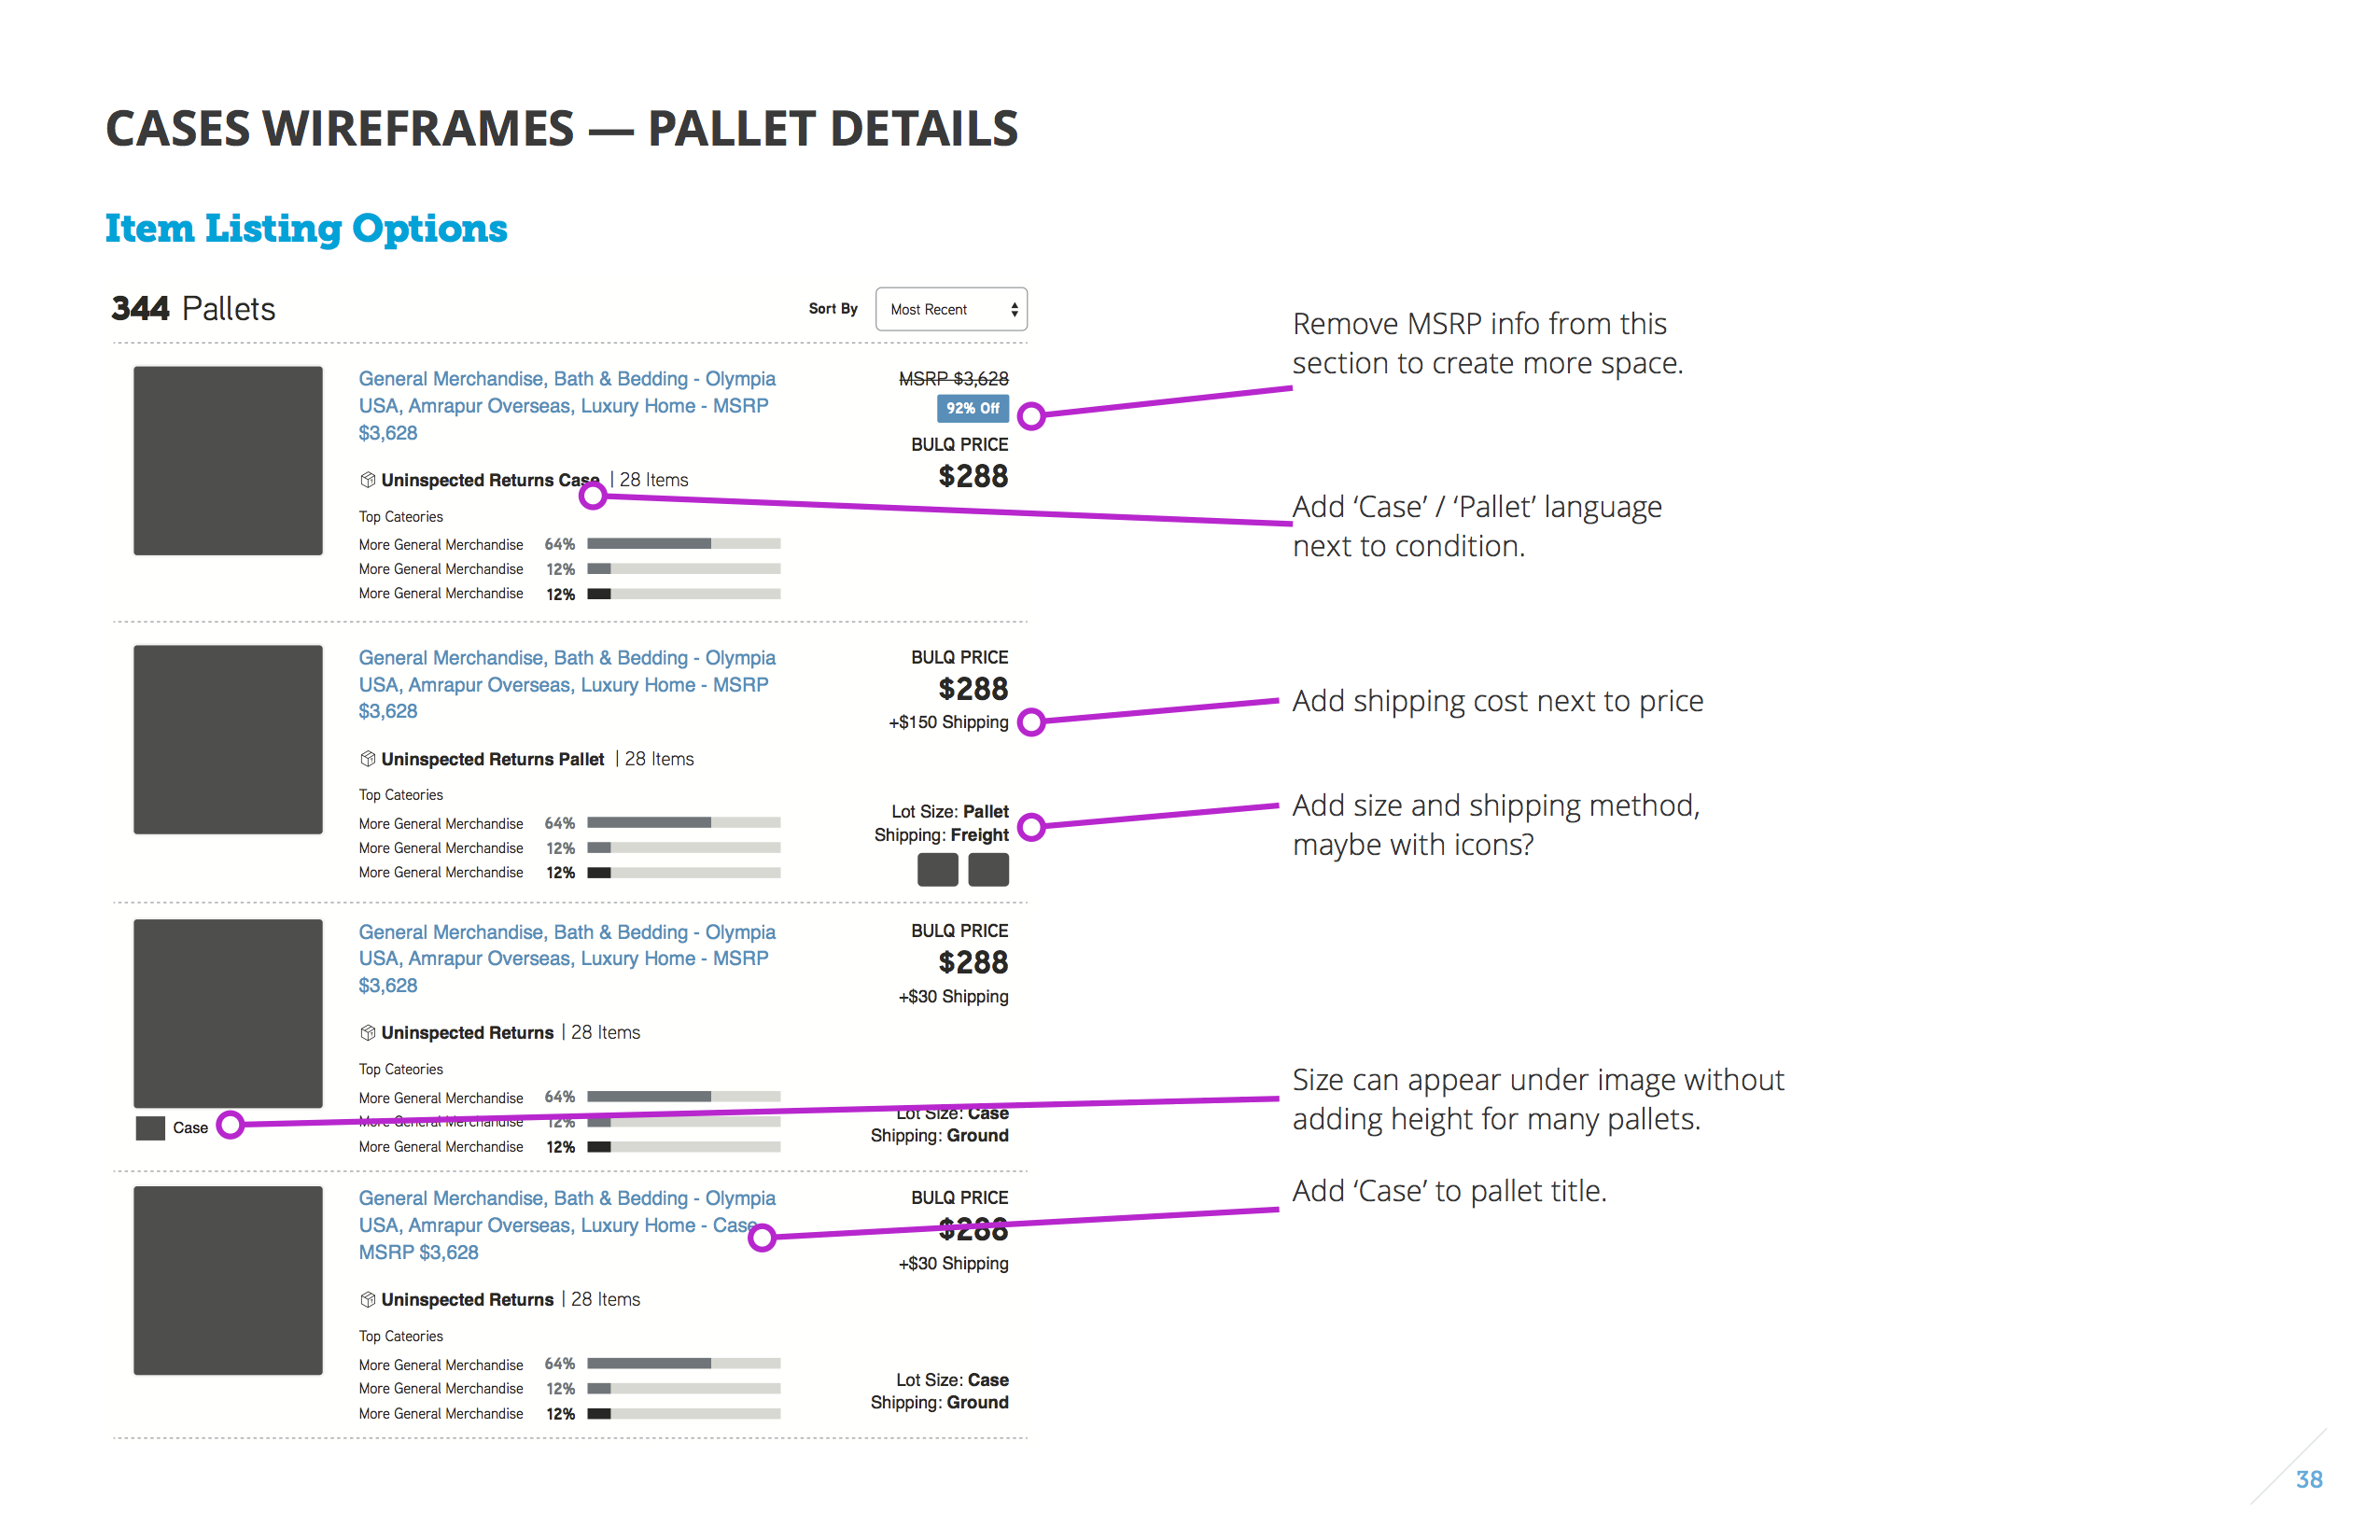 CASES WIREFRAMES — PALLET DETAILS
Item Listing Options
344 Pallets
Sort By
Most Recent
General Merchandise, Bath & Bedding - Olympia
USA, Amrapur Overseas, Luxury Home - MSRP
$3,628
Uninspected Returns Case | 28 Items
Top Cateories
More General Merchandise 64%
More General Merchandise 12%
More General Merchandise 12%
MSRP $3,628
92% Off
BULQ PRICE
$288
Remove MSRP info from this
section to create more space.
Add ‘Case’ / ‘Pallet’ language
next to condition.
General Merchandise, Bath & Bedding - Olympia
USA, Amrapur Overseas, Luxury Home - MSRP
$3,628
Uninspected Returns Pallet | 28 Items
Top Cateories
More General Merchandise 64%
More General Merchandise 12%
More General Merchandise 12%
BULQ PRICE
$288
+$150 Shipping
Lot Size: Pallet
Shipping: Freight
Add shipping cost next to price
Add size and shipping method,
maybe with icons?
Case
General Merchandise, Bath & Bedding - Olympia
USA, Amrapur Overseas, Luxury Home - MSRP
$3,628
Uninspected Returns | 28 Items
Top Cateories
More General Merchandise 64%
More General Merchandise 12%
More General Merchandise 12%
BULQ PRICE
$288
+$30 Shipping
Lot Size: Case
Shipping: Ground
Size can appear under image without
adding height for many pallets.
General Merchandise, Bath & Bedding - Olympia
USA, Amrapur Overseas, Luxury Home - Case
MSRP $3,628
Uninspected Returns | 28 Items
Top Cateories
More General Merchandise 64%
More General Merchandise 12%
More General Merchandise 12%
BULQ PRICE
$288
+$30 Shipping
Lot Size: Case
Shipping: Ground
Add ‘Case’ to pallet title.
38